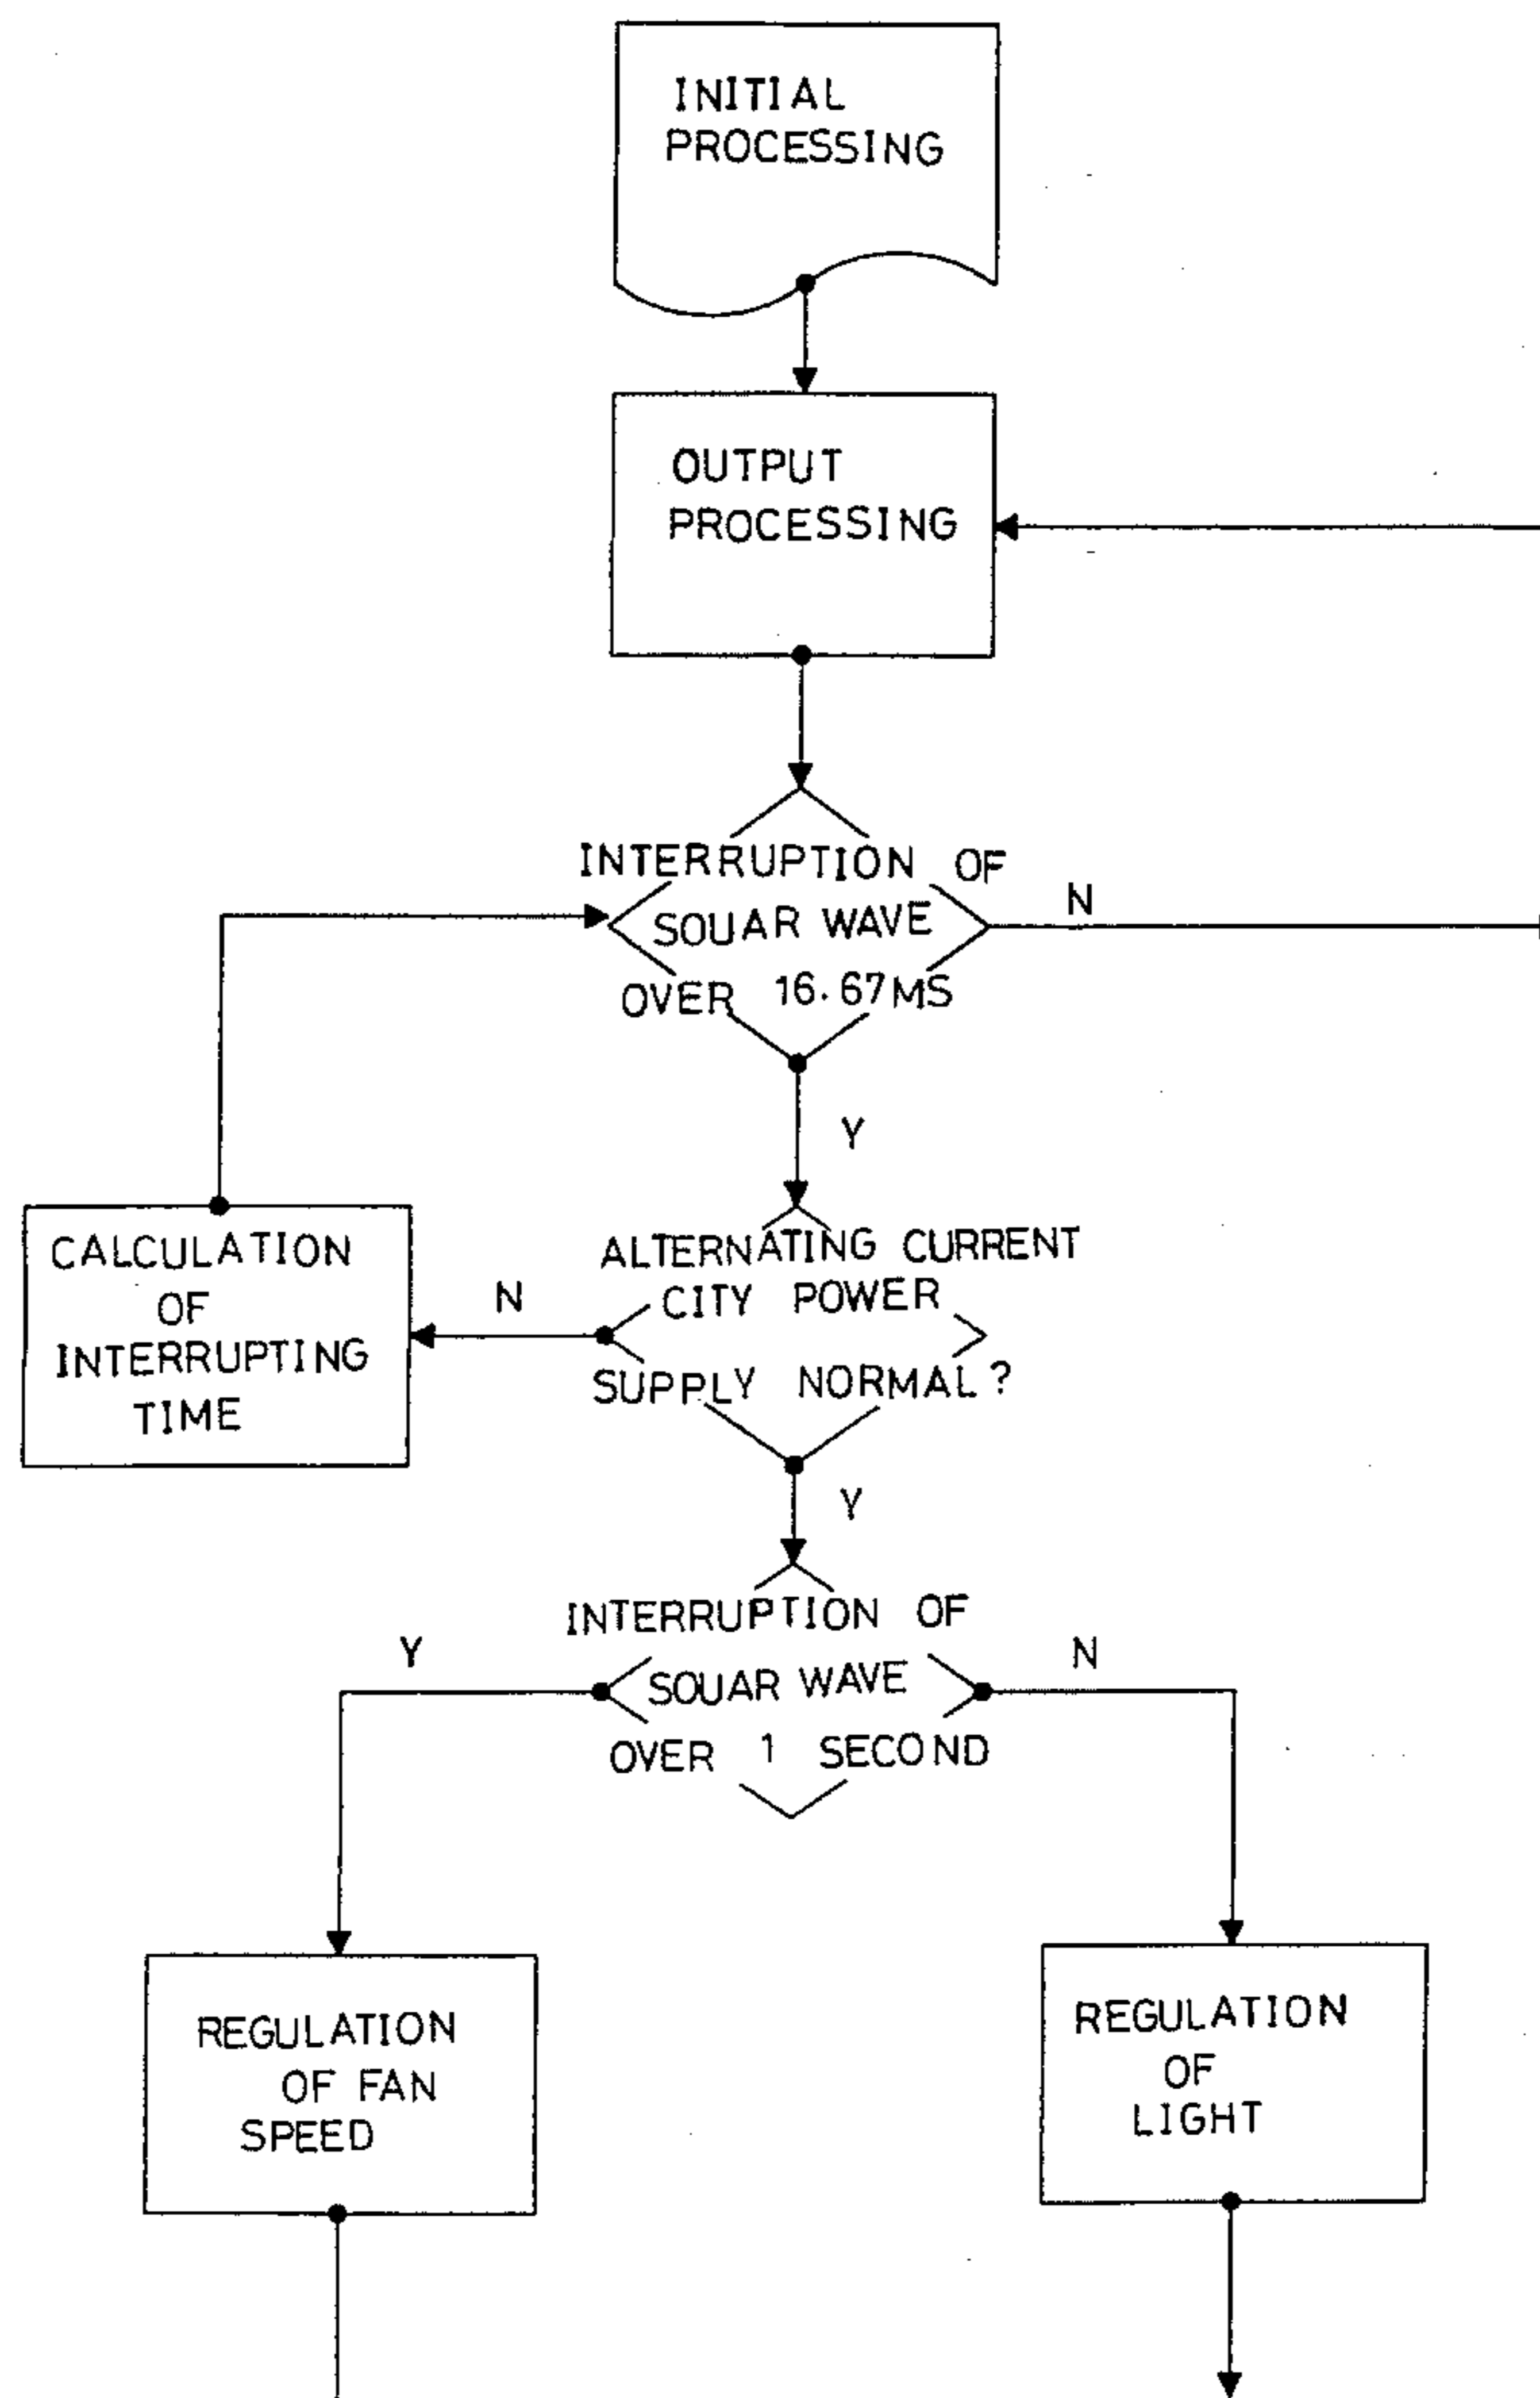 INITIAL
PROCESSING
OUTPUT
PROCESSING
INTERRUPTION OF
SOUAR WAVE
OVER 16.67MS
N
Y
ALTERNATING CURRENT
CITY POWER
SUPPLY NORMAL?
N
CALCULATION
OF
INTERRUPTING
TIME
Y
INTERRUPTION OF
SOUAR WAVE
OVER 1 SECOND
Y
N
REGULATION
OF FAN
SPEED
REGULATION
OF
LIGHT